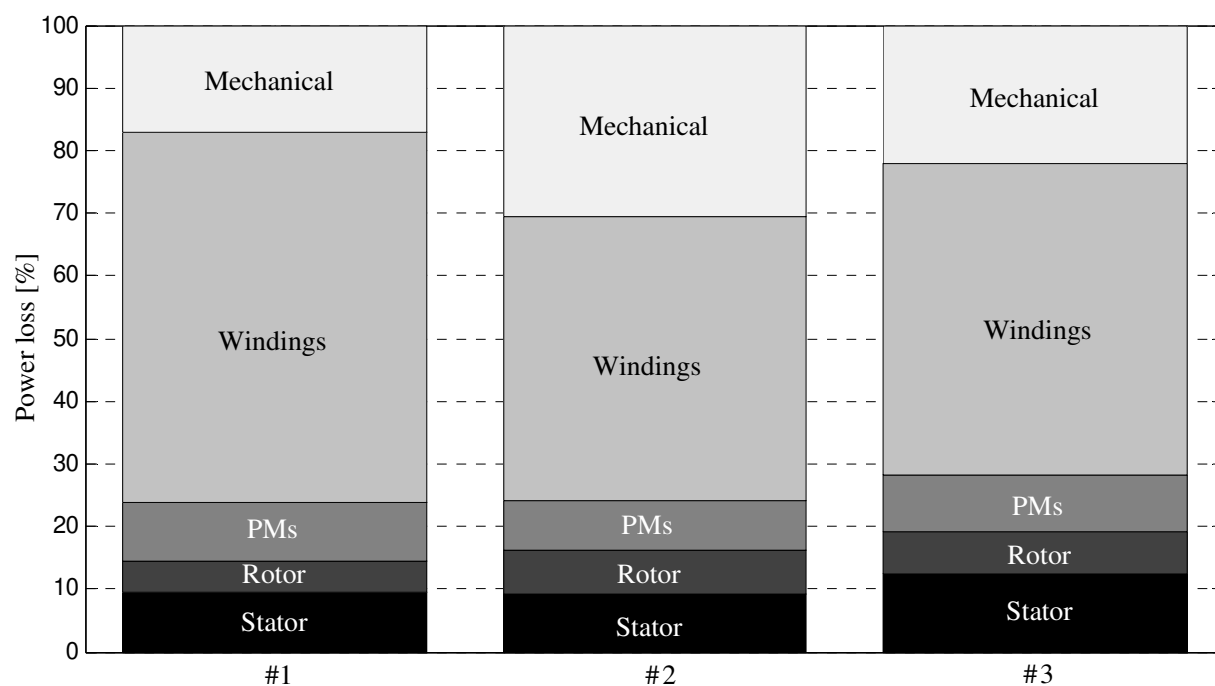 100
90
80
70
60
50
40
30
20
10
0
Power loss [%]
Mechanical
Windings
PMs
Rotor
Stator
Mechanical
Windings
PMs
Rotor
Stator
Mechanical
Windings
PMs
Rotor
Stator
#1
#2
#3